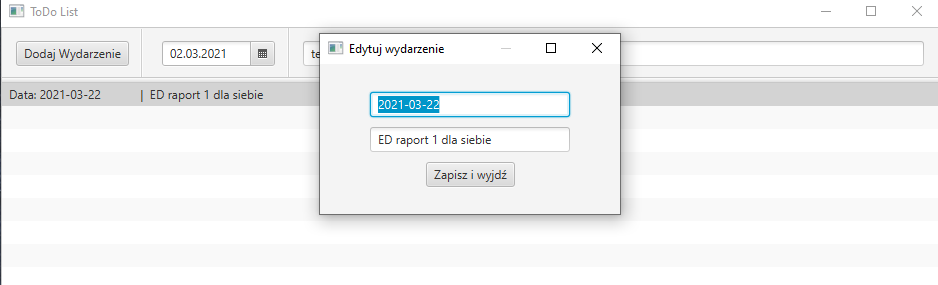 ToDo List
Dodaj Wydarzenie
02.03.2021
Edytuj wydarzenie
Data: 2021-03-22 | ED raport 1 dla siebie
2021-03-22
ED raport 1 dla siebie
Zapisz i wyjdź